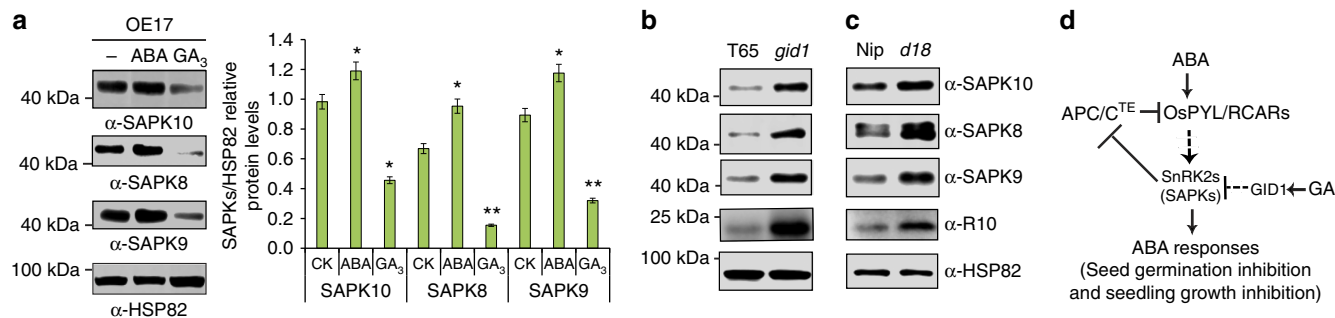 a
OE17
– ABA GA3
40 kDa
α-SAPK10
40 kDa
α-SAPK8
40 kDa
α-SAPK9
100 kDa
α-HSP82
SAPKs/HSP82 relative
protein levels
1.4
1.2
1.0
0.8
0.6
0.4
0.2
0.0
* * * ** * **
CK ABA GA3 CK ABA GA3 CK ABA GA3
SAPK10 SAPK8 SAPK9
b
T65 gid1
40 kDa
40 kDa
40 kDa
25 kDa
100 kDa
c
Nip d18
α-SAPK10
α-SAPK8
α-SAPK9
α-R10
α-HSP82
d
ABA
APC/CTE OsPYL/RCARs
SnRK2s
(SAPKs) GID1 GA
ABA responses
(Seed germination inhibition
and seedling growth inhibition)